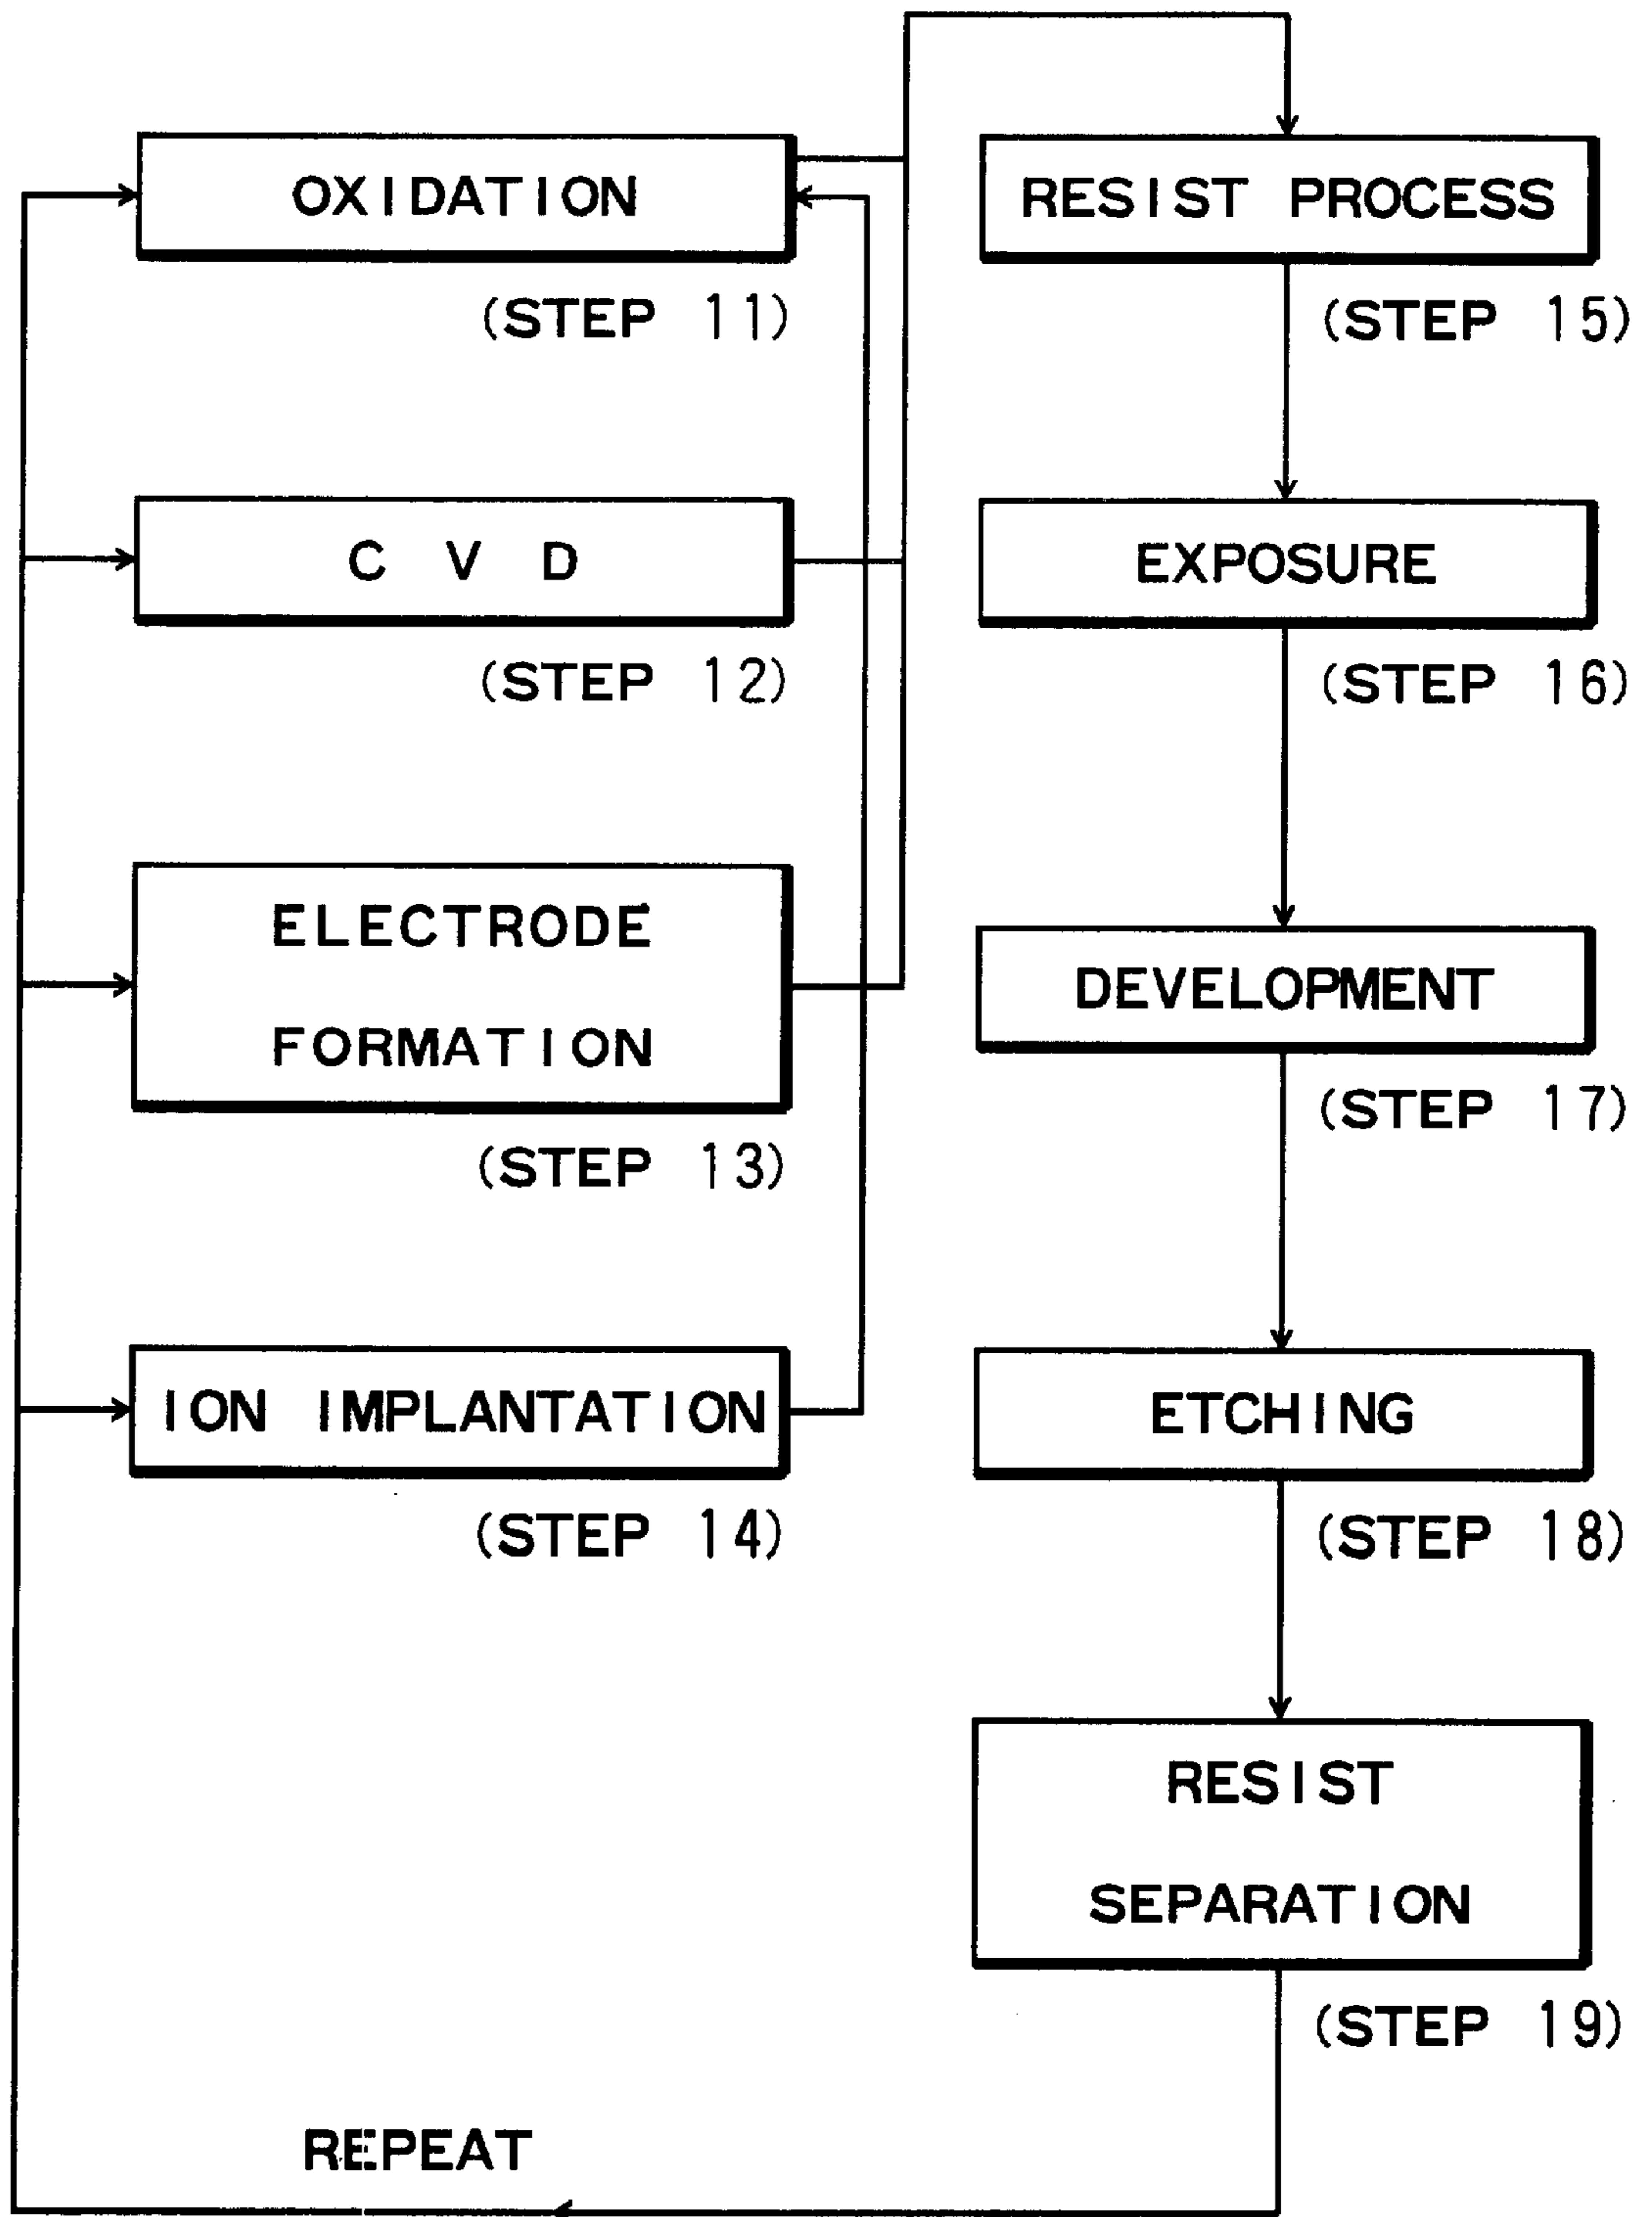 OXIDATION
(STEP 11)
C V D
(STEP 12)
ELECTRODE
FORMATION
(STEP 13)
ION IMPLANTATION
(STEP 14)
RESIST PROCESS
(STEP 15)
EXPOSURE
(STEP 16)
DEVELOPMENT
(STEP 17)
ETCHING
(STEP 18)
RESIST
SEPARATION
(STEP 19)
REPEAT